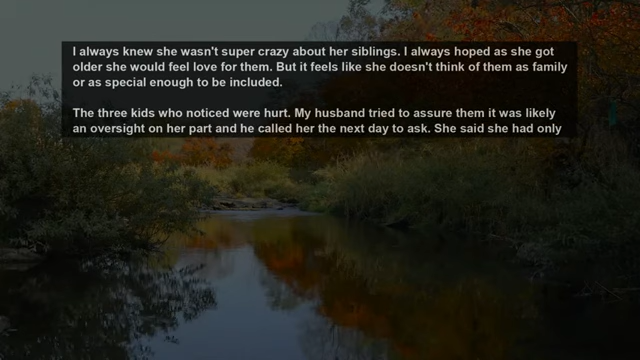 I always knew she wasn't super crazy about her siblings. I always hoped as she got
older she would feel love for them. But it feels like she doesn't think of them as family
or as special enough to be included.
The three kids who noticed were hurt. My husband tried to assure them it was likely
an oversight on her part and he called her the next day to ask. She said she had only